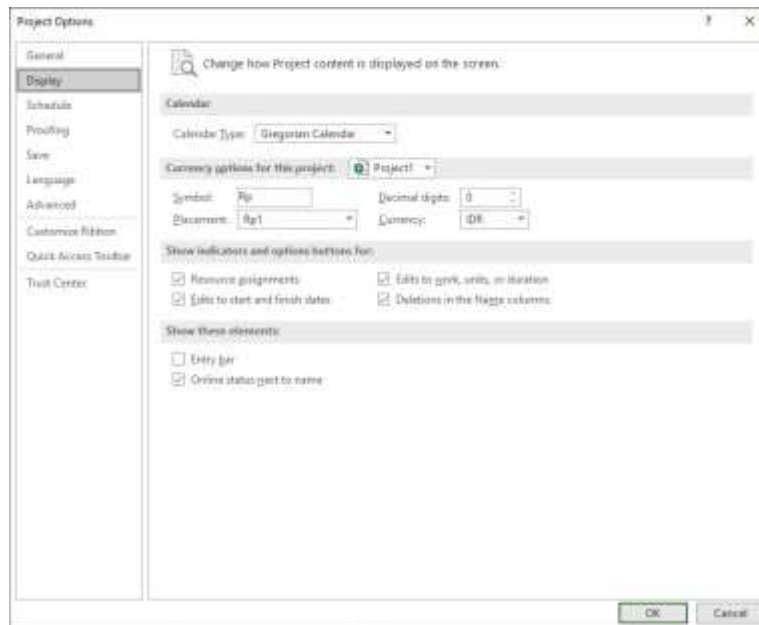 Project Options
? ×
General
Display
Schedule
Proofing
Save
Language
Advanced
Customize Ribbon
Quick Access Toolbar
Trust Center
Change how Project content is displayed on the screen.
Calendar
Calendar Type: Gregorian Calendar
Currency options for this project: Project1
Symbol: Rp Decimal digits: 0
Placement: Rp1 Currency: IDR
Show indicators and options buttons for:
Resource assignments Edits to work, units, or duration
Edits to start and finish dates Deletions in the Name columns
Show these elements:
Entry bar
Online status next to name
OK Cancel